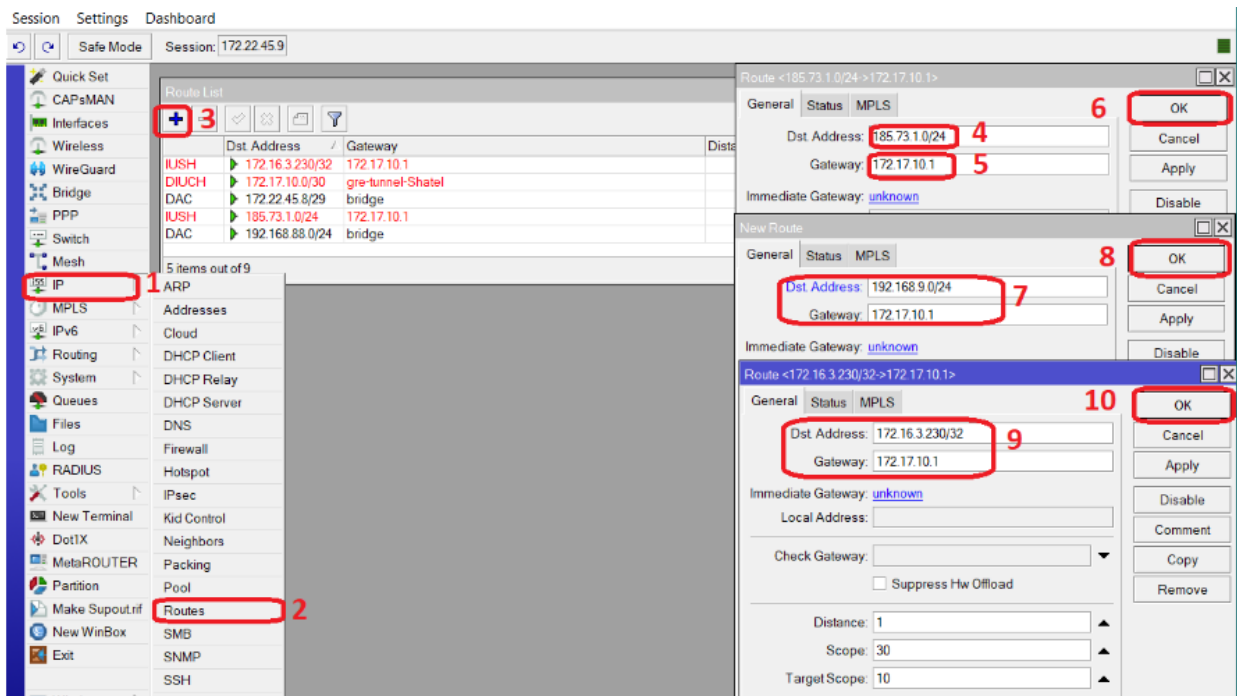 Session Settings Dashboard
Safe Mode Session: 172.22.45.9
Quick Set
CAPsMAN
Interfaces
Wireless
WireGuard
Bridge
PPP
Switch
Mesh
IP 1
MPLS
IPv6
Routing
System
Queues
Files
Log
RADIUS
Tools
New Terminal
Dot1X
MetaROUTER
Partition
Make Supout.rif
New WinBox
Exit
ARP
Addresses
Cloud
DHCP Client
DHCP Relay
DHCP Server
DNS
Firewall
Hotspot
IPsec
Kid Control
Neighbors
Packing
Pool
Routes 2
SMB
SNMP
SSH
Route List
3
Dst. Address / Gateway Dista
IUSH 172.16.3.230/32 172.17.10.1
DIUCH 172.17.10.0/30 gre-tunnel-Shatel
DAC 172.22.45.8/29 bridge
IUSH 185.73.1.0/24 172.17.10.1
DAC 192.168.88.0/24 bridge
5 items out of 9
Route <185.73.1.0/24->172.17.10.1>
General Status MPLS 6 OK
Dst. Address: 185.73.1.0/24 4 Cancel
Gateway: 172.17.10.1 5 Apply
Immediate Gateway: unknown Disable
New Route
General Status MPLS 8 OK
Dst. Address: 192.168.9.0/24 7 Cancel
Gateway: 172.17.10.1 Apply
Immediate Gateway: unknown Disable
Route <172.16.3.230/32->172.17.10.1>
General Status MPLS 10 OK
Dst. Address: 172.16.3.230/32 9 Cancel
Gateway: 172.17.10.1 Apply
Immediate Gateway: unknown Disable
Local Address: Comment
Check Gateway: Copy
Suppress Hw Offload Remove
Distance: 1
Scope: 30
Target Scope: 10